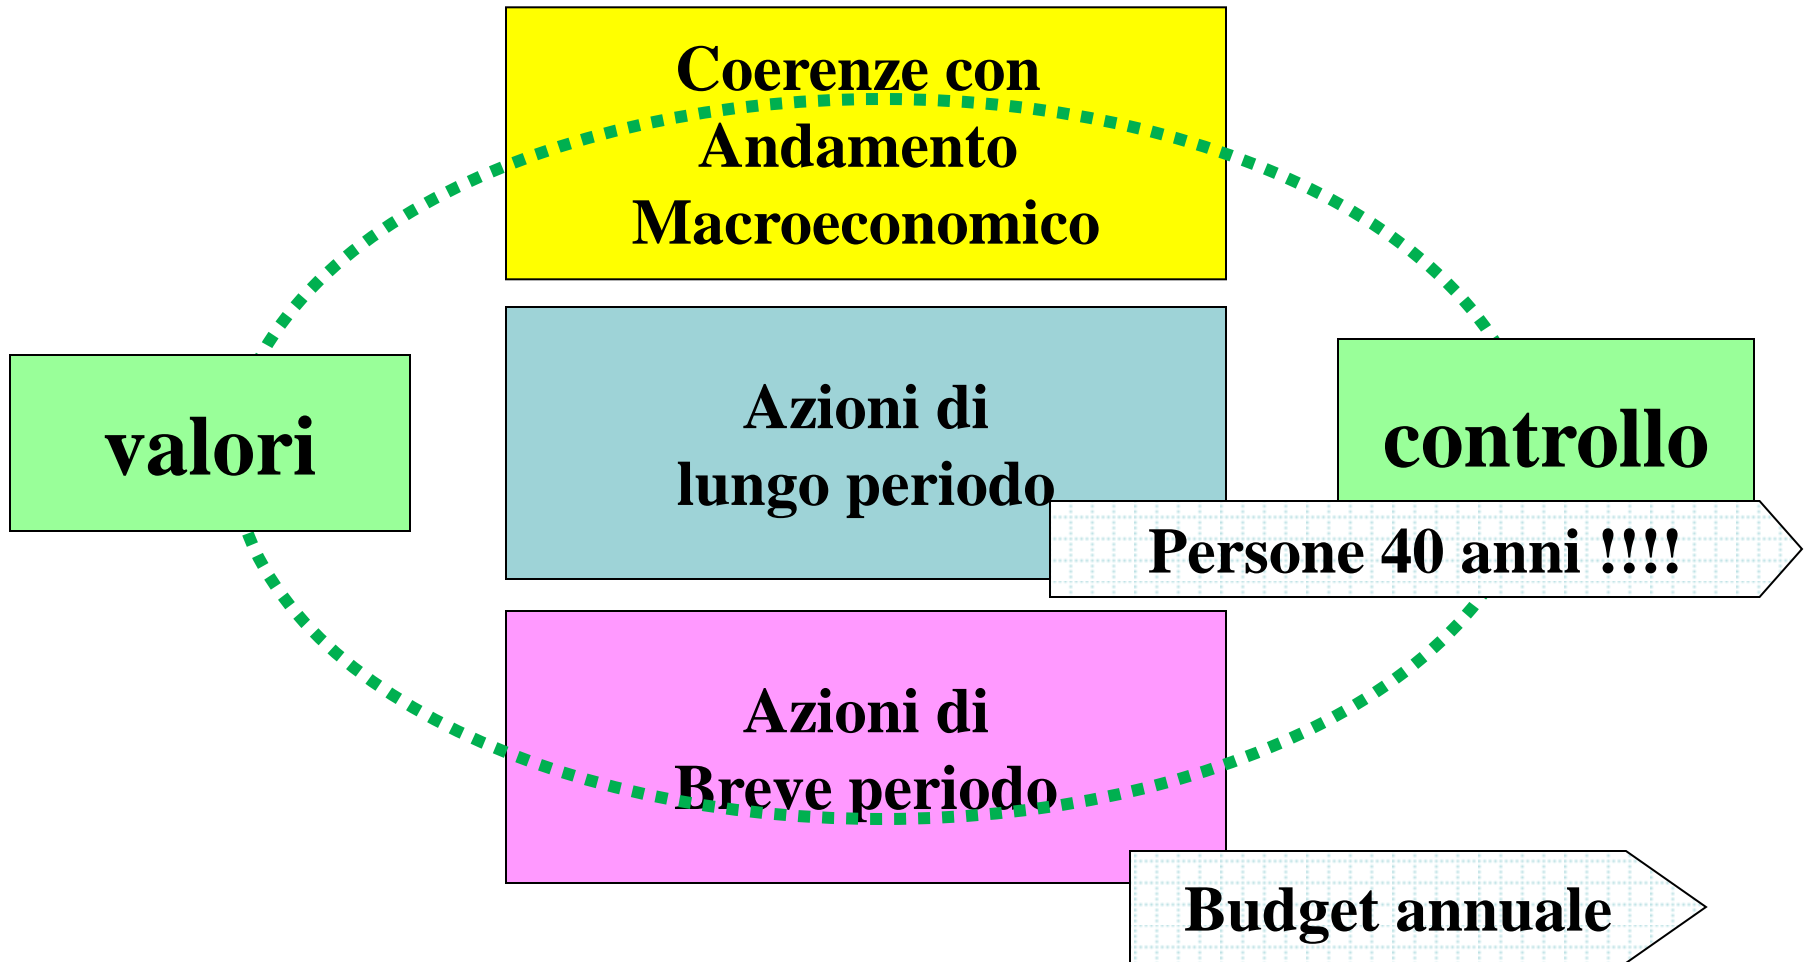 Coerenze con
Andamento
Macroeconomico
valori
Azioni di
lungo periodo
controllo
Persone 40 anni !!!!
Azioni di
Breve periodo
Budget annuale